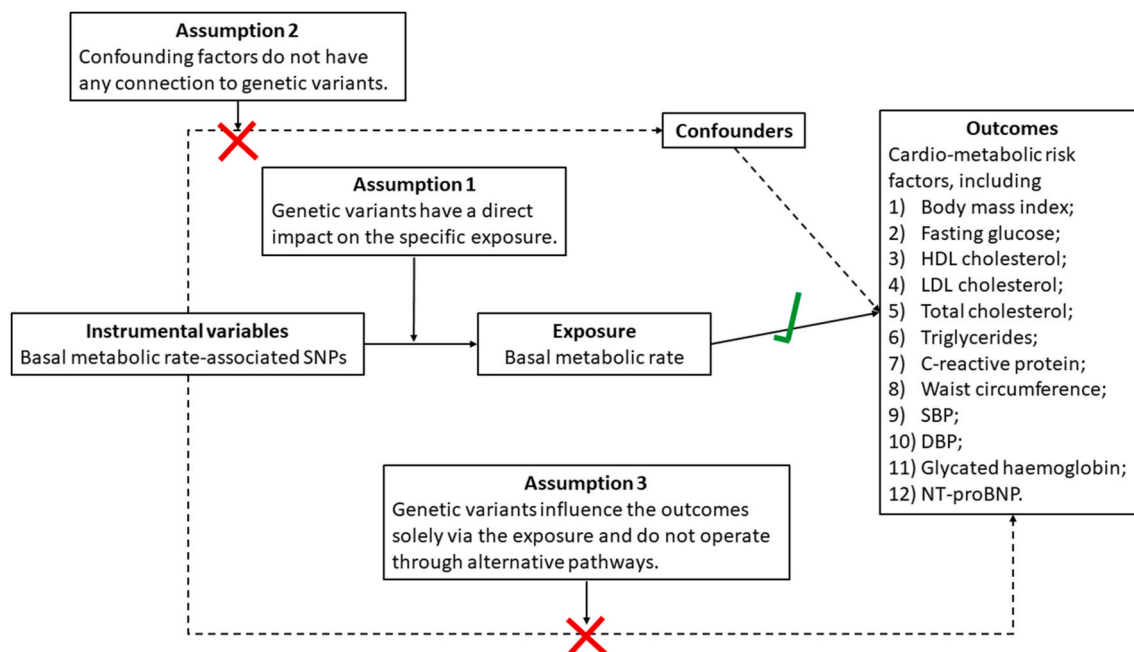 Assumption 2
Confounding factors do not have
any connection to genetic variants.
Confounders
Assumption 1
Genetic variants have a direct
impact on the specific exposure.
Instrumental variables
Basal metabolic rate-associated SNPs
Exposure
Basal metabolic rate
Assumption 3
Genetic variants influence the outcomes
solely via the exposure and do not operate
through alternative pathways.
Outcomes
Cardio-metabolic risk
factors, including
1) Body mass index;
2) Fasting glucose;
3) HDL cholesterol;
4) LDL cholesterol;
5) Total cholesterol;
6) Triglycerides;
7) C-reactive protein;
8) Waist circumference;
9) SBP;
10) DBP;
11) Glycated haemoglobin;
12) NT-proBNP.